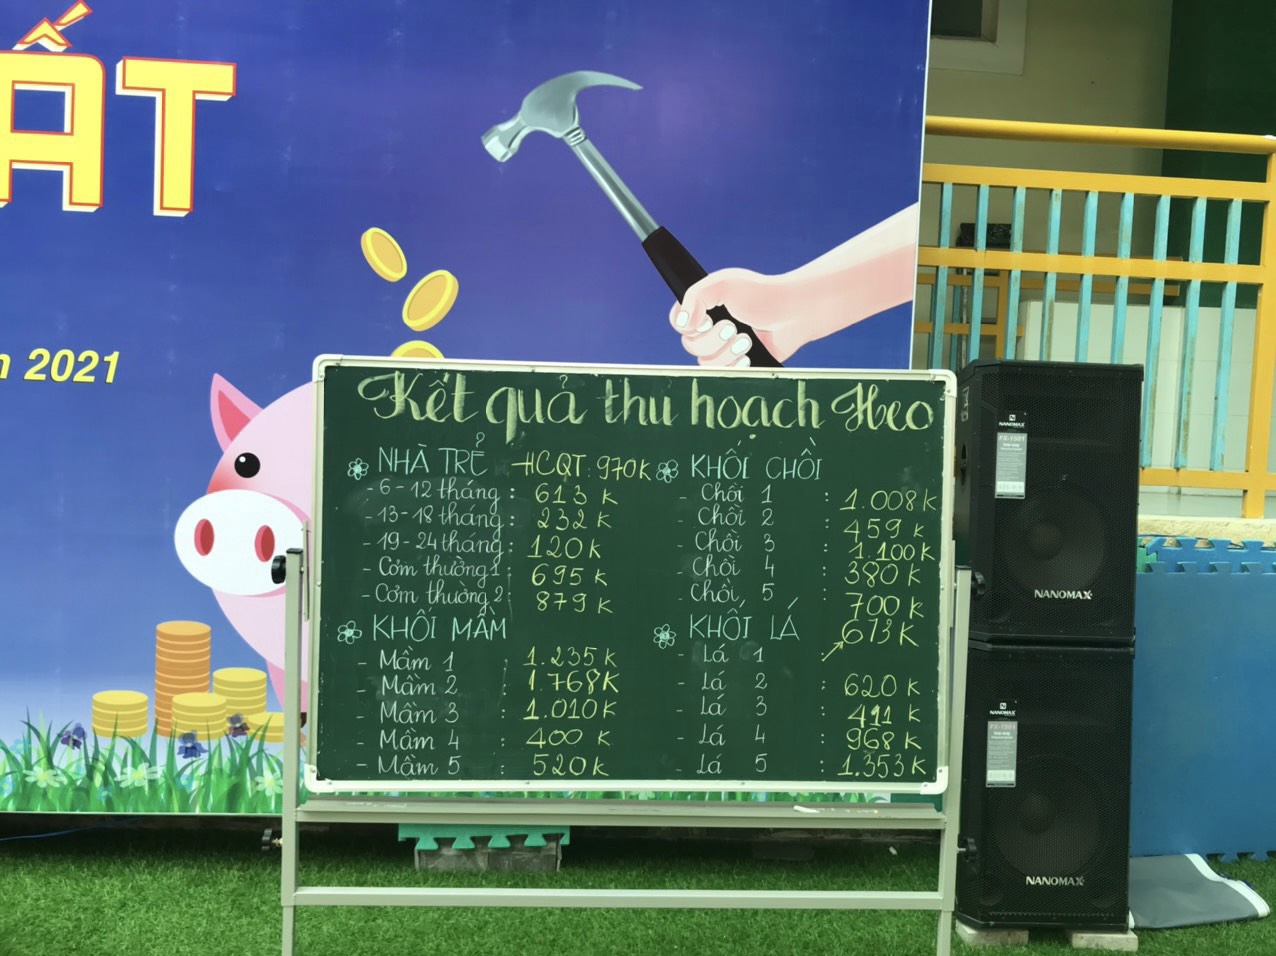 ẤT
2021
Kết quả thu hoạch Heo
NHÀ TRẺ HCQT 970K
- 6-12 tháng : 613 K
- 13-18 tháng : 232 K
- 19-24 tháng : 120 K
- Cơm thường 1 : 695 K
- Cơm thường 2 : 879 K
KHỐI MẦM
- Mầm 1 : 1.235 K
- Mầm 2 : 1.768 K
- Mầm 3 : 1.010 K
- Mầm 4 : 400 K
- Mầm 5 : 520 K
KHỐI CHỒI
- Chồi 1 : 1.008 K
- Chồi 2 : 459 K
- Chồi 3 : 1.100 K
- Chồi 4 : 380 K
- Chồi 5 : 700 K
KHỐI LÁ
- Lá 1 : 613 K
- Lá 2 : 620 K
- Lá 3 : 411 K
- Lá 4 : 968 K
- Lá 5 : 1.353 K
NANOMAX
NANOMAX
NANOMAX
NANOMAX